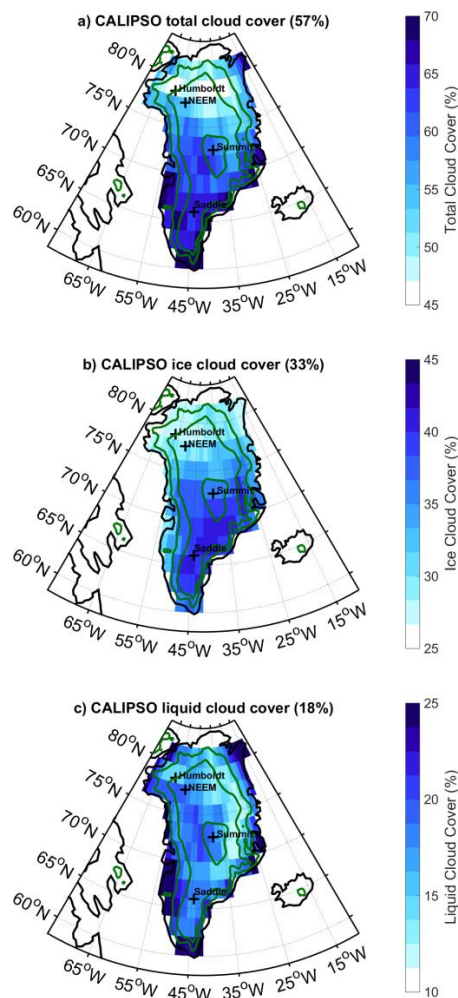 a) CALIPSO total cloud cover (57%)
80°N
75°N
70°N
65°N
60°N
65°W
55°W
45°W
35°W
25°W
15°W
Humboldt
NEEM
Summit
Saddle
70
65
60
55
50
45
Total Cloud Cover (%)
b) CALIPSO ice cloud cover (33%)
80°N
75°N
70°N
65°N
60°N
65°W
55°W
45°W
35°W
25°W
15°W
Humboldt
NEEM
Summit
Saddle
45
40
35
30
25
Ice Cloud Cover (%)
c) CALIPSO liquid cloud cover (18%)
80°N
75°N
70°N
65°N
60°N
65°W
55°W
45°W
35°W
25°W
15°W
Humboldt
NEEM
Summit
Saddle
25
20
15
10
Liquid Cloud Cover (%)